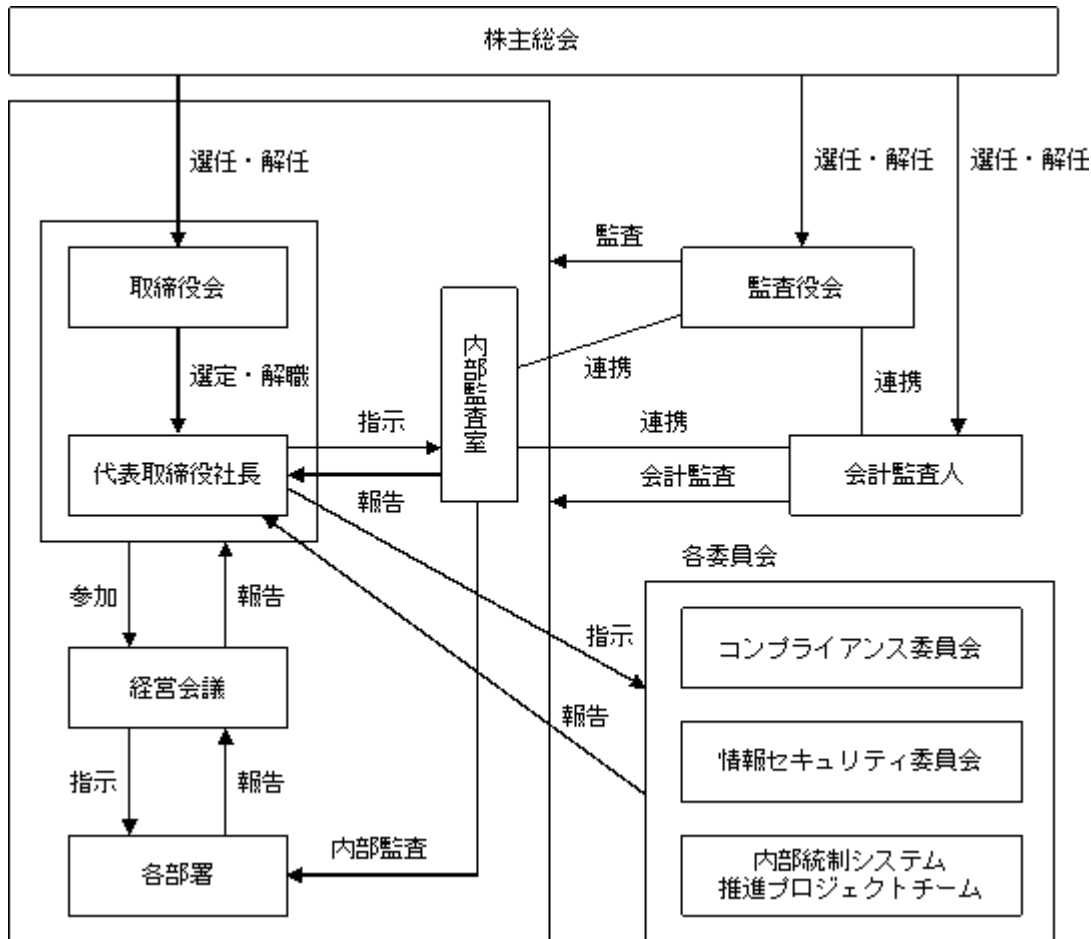 株主総会
選任・解任
選任・解任
選任・解任
取締役会
監査
監査役会
内部監査室
選定・解職
連携
連携
代表取締役社長
指示
報告
連携
会計監査
会計監査人
各委員会
参加
報告
指示
コンプライアンス委員会
経営会議
報告
情報セキュリティ委員会
指示
報告
各部署
内部監査
内部統制システム
推進プロジェクトチーム